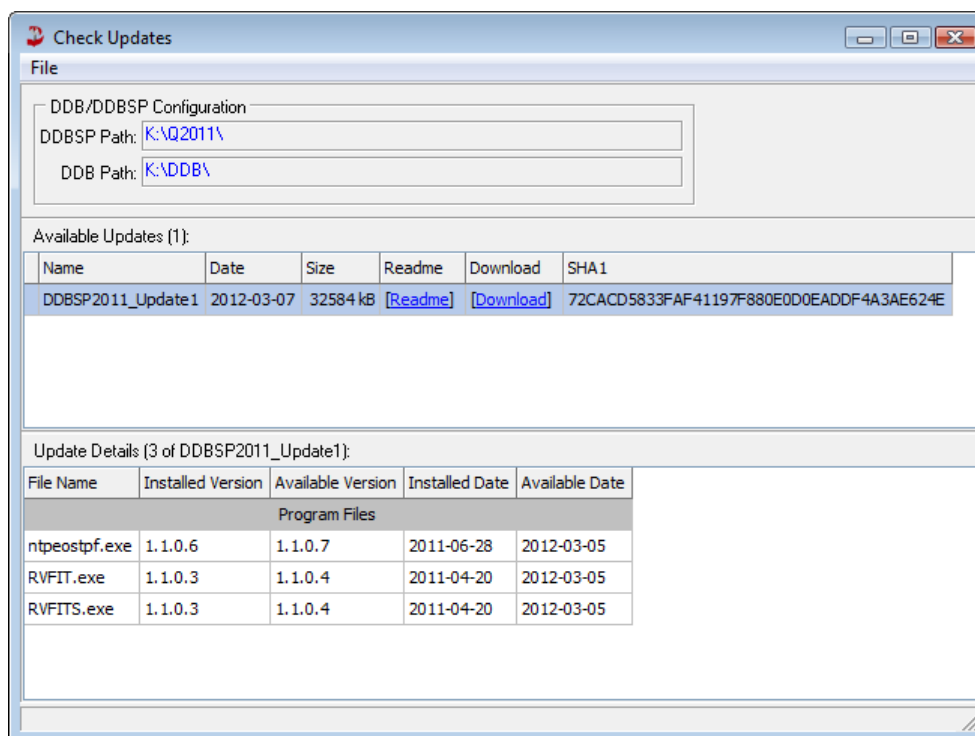 Check Updates
File
DDB/DDBSP Configuration
DDBSP Path: K:\Q2011\
DDB Path: K:\DDB\
Available Updates (1):
Name Date Size Readme Download SHA1
DDBSP2011_Update1 2012-03-07 32584 kB [Readme] [Download] 72CACD5833FAF41197F880E0D0EADDF4A3AE624E
Update Details (3 of DDBSP2011_Update1):
File Name Installed Version Available Version Installed Date Available Date
Program Files
ntpeostpf.exe 1.1.0.6 1.1.0.7 2011-06-28 2012-03-05
RVFIT.exe 1.1.0.3 1.1.0.4 2011-04-20 2012-03-05
RVFITS.exe 1.1.0.3 1.1.0.4 2011-04-20 2012-03-05